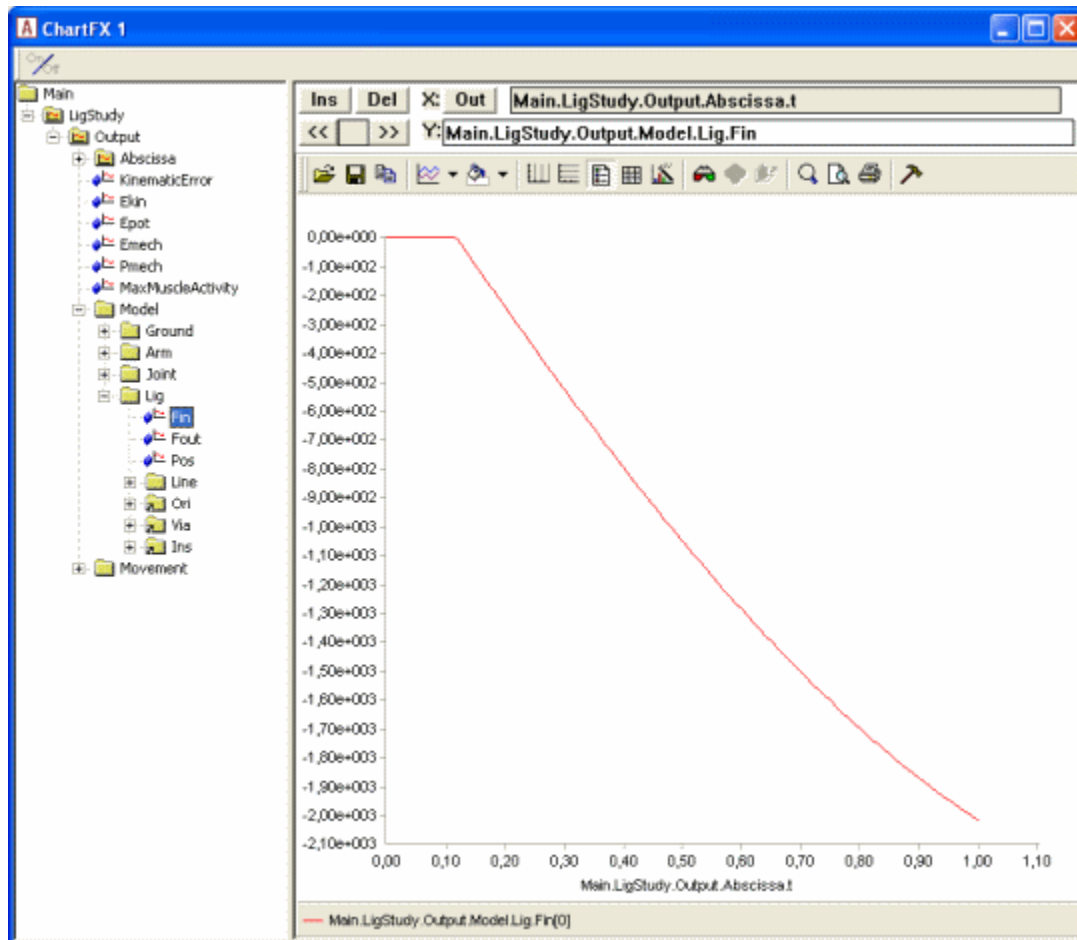 ChartFX 1
On/Off
Main
LigStudy
Output
Abscissa
KinematicError
Ekin
Epot
Emech
Pmech
MaxMuscleActivity
Model
Ground
Arm
Joint
Lig
Fin
Fout
Pos
Line
Ori
Via
Ins
Movement
Ins Del X: Out Main.LigStudy.Output.Abscissa.t
<< >> Y: Main.LigStudy.Output.Model.Lig.Fin
0,00e+000
-1,00e+002
-2,00e+002
-3,00e+002
-4,00e+002
-5,00e+002
-6,00e+002
-7,00e+002
-8,00e+002
-9,00e+002
-1,00e+003
-1,10e+003
-1,20e+003
-1,30e+003
-1,40e+003
-1,50e+003
-1,60e+003
-1,70e+003
-1,80e+003
-1,90e+003
-2,00e+003
-2,10e+003
0,00 0,10 0,20 0,30 0,40 0,50 0,60 0,70 0,80 0,90 1,00 1,10
Main.LigStudy.Output.Abscissa.t
Main.LigStudy.Output.Model.Lig.Fin[0]